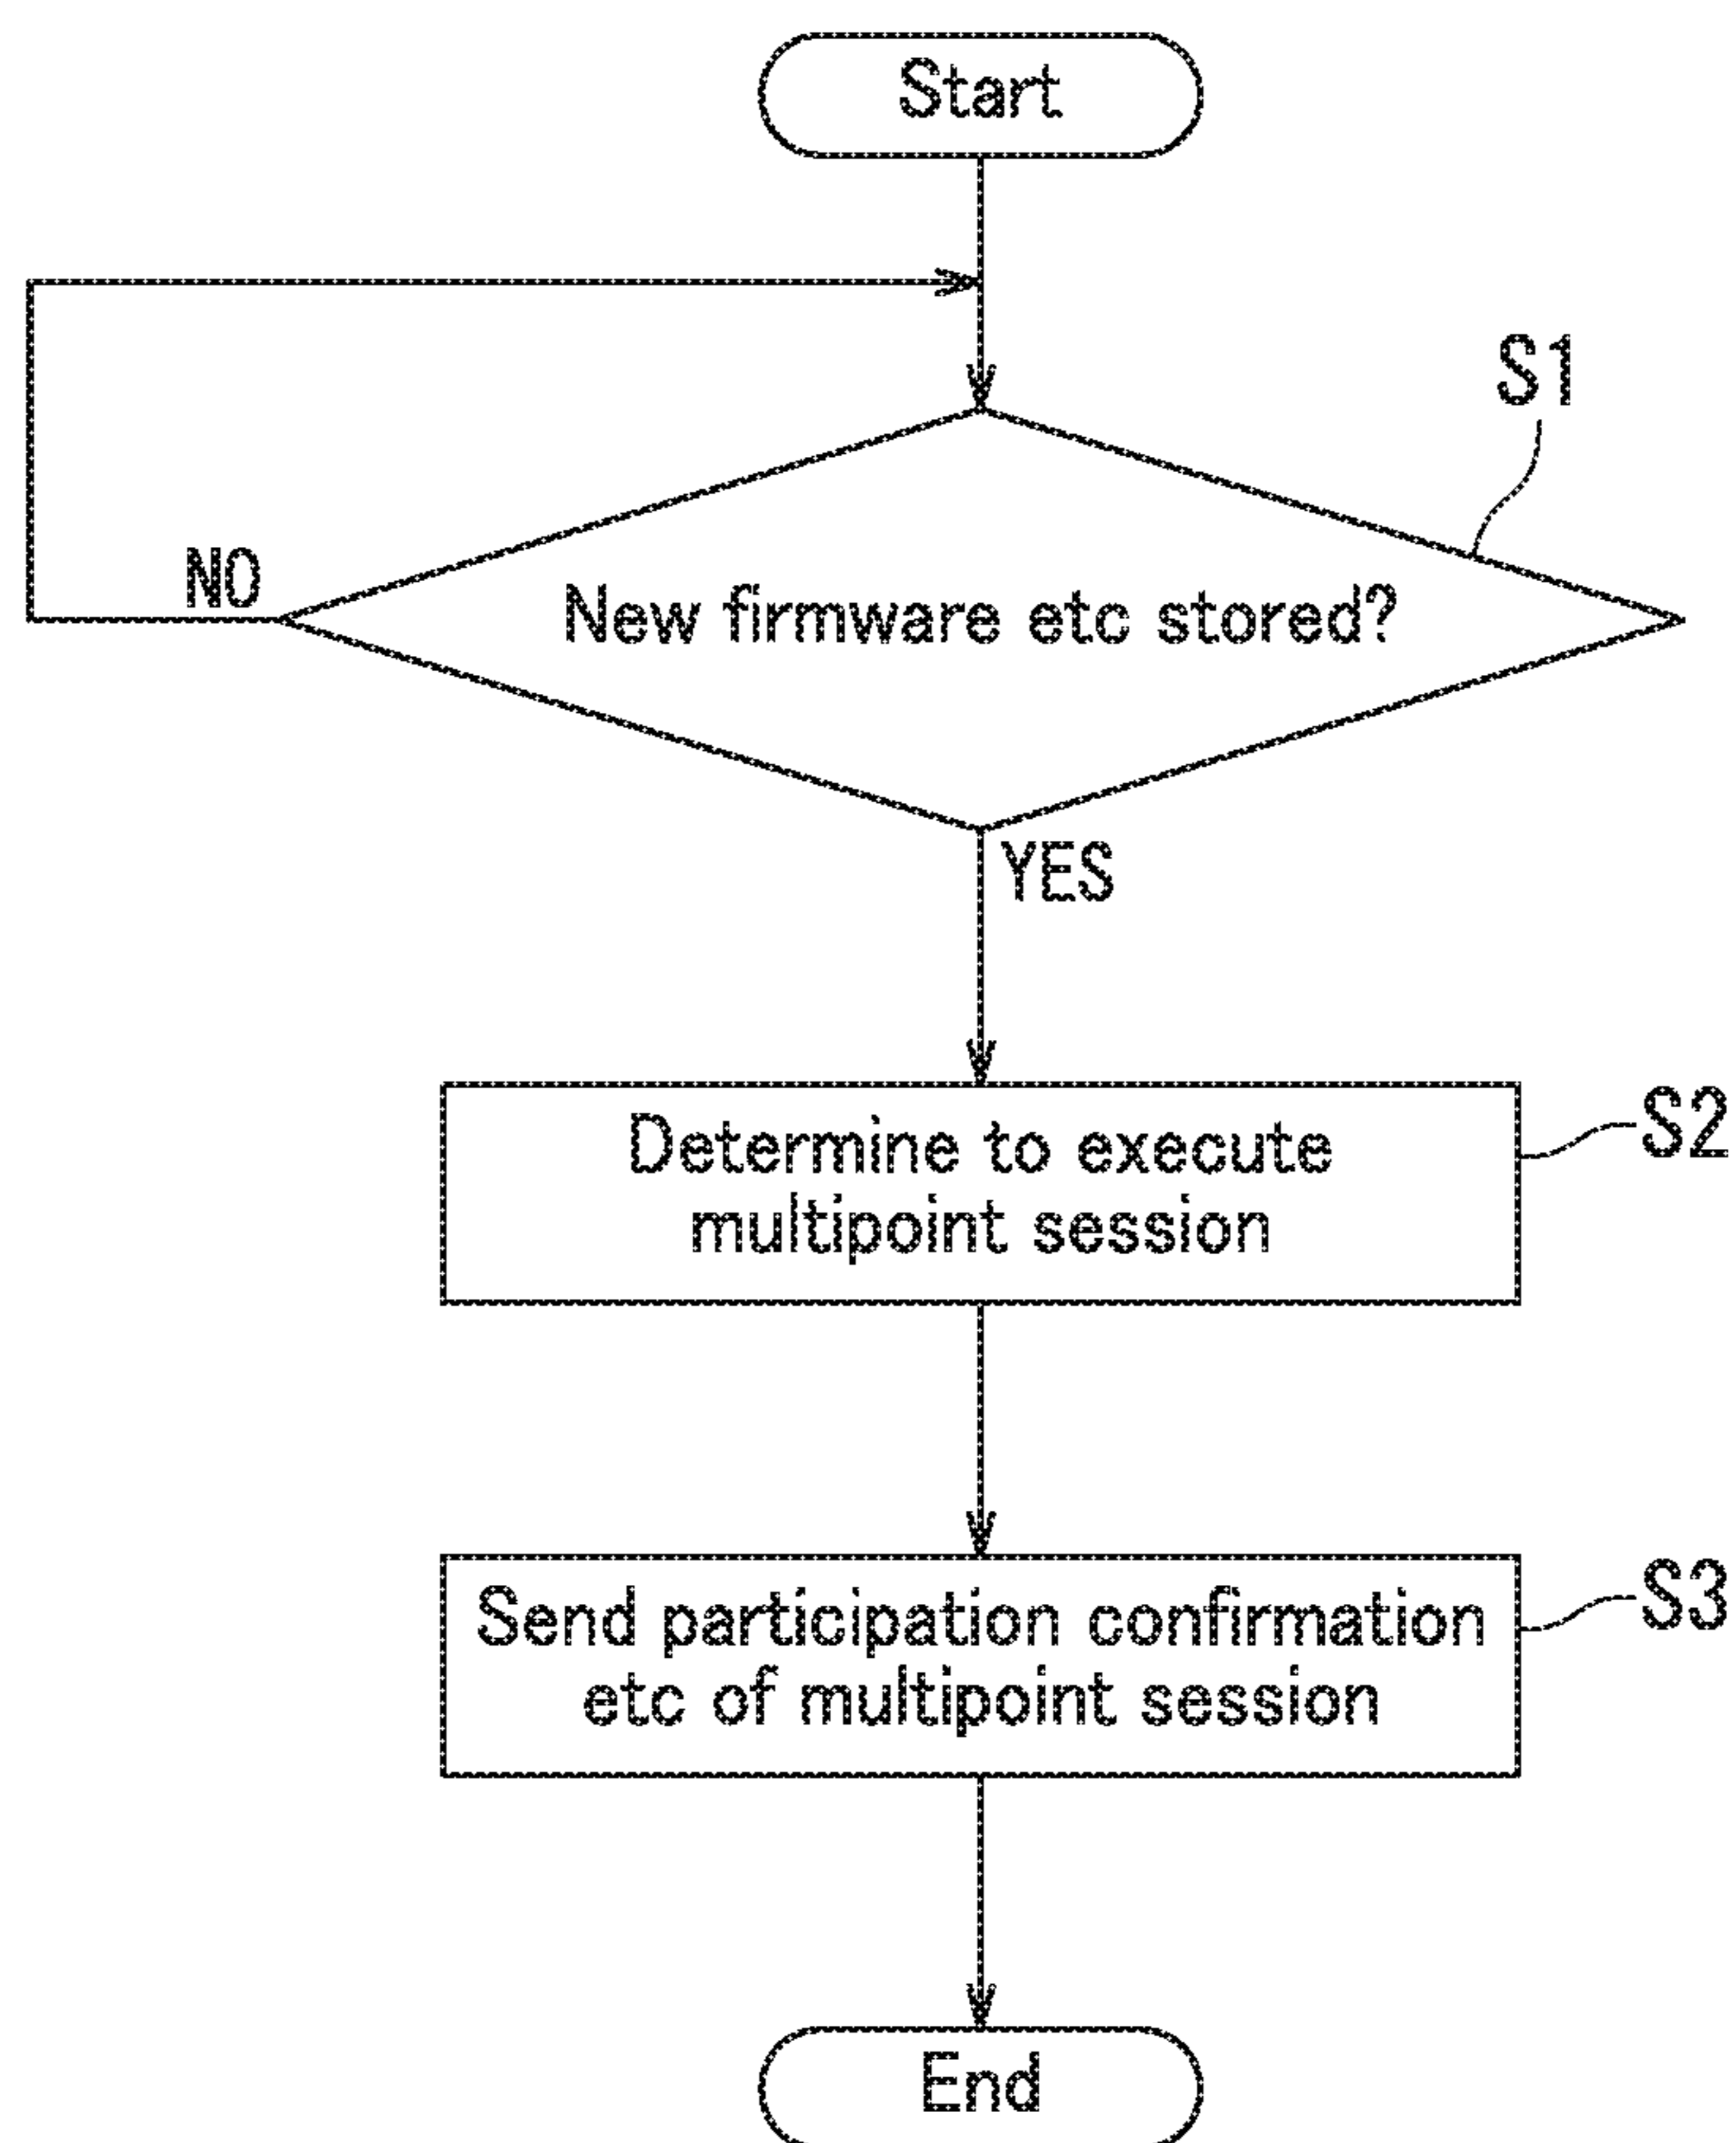 Start
S1
NO
New firmware etc stored?
YES
Determine to execute
multipoint session
S2
Send participation confirmation
etc of multipoint session
S3
End